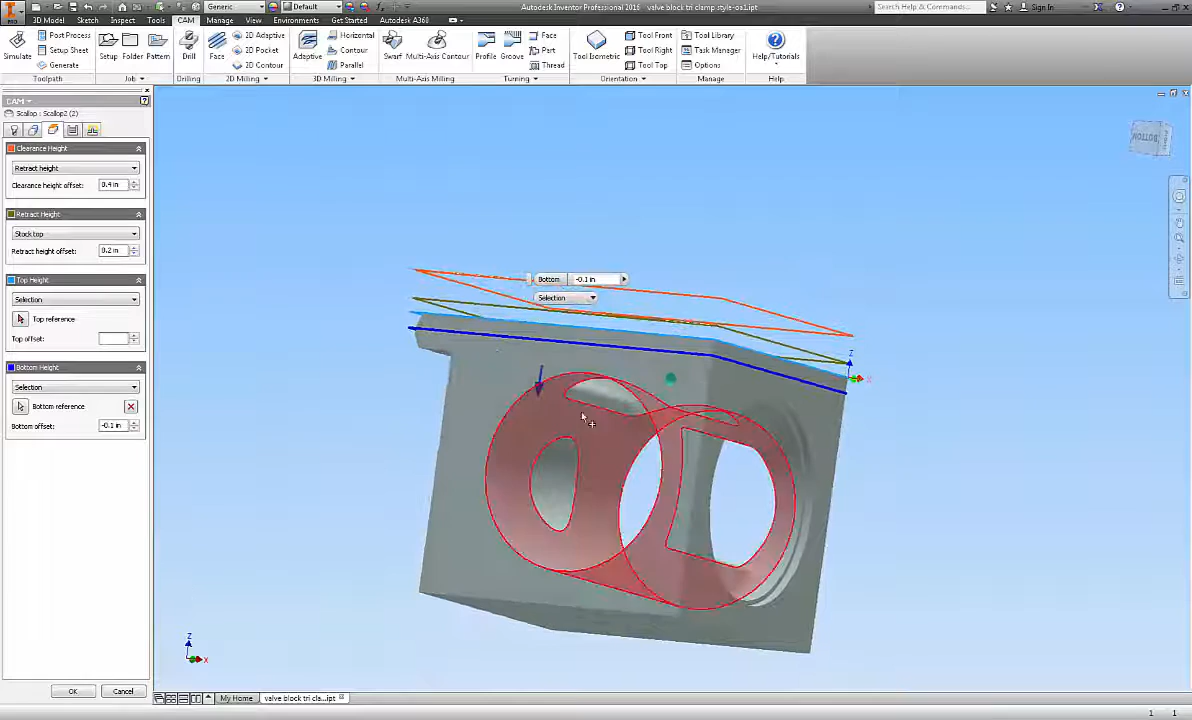 Generic
Default
Autodesk Inventor Professional 2016   valve block tri clamp style-oa1.ipt
Search Help & Commands...
Sign In
3D Model
Sketch
Inspect
Tools
CAM
Manage
View
Environments
Get Started
Autodesk A360
Simulate
Post Process
Setup Sheet
Generate
Setup
Folder
Pattern
Drill
Face
2D Adaptive
2D Pocket
2D Contour
Adaptive
Horizontal
Contour
Parallel
Swarf
Multi-Axis Contour
Profile
Groove
Face
Part
Thread
Tool Isometric
Tool Front
Tool Right
Tool Top
Tool Library
Task Manager
Options
Help/Tutorials
Toolpath
Job
Drilling
2D Milling
3D Milling
Multi-Axis Milling
Turning
Orientation
Manage
Help
CAM
Scallop : Scallop2 (2)
Clearance Height
Retract height
Clearance height offset: 0.4 in
Retract Height
Stock top
Retract height offset: 0.2 in
Top Height
Selection
Top reference
Top offset:
Bottom Height
Selection
Bottom reference
Bottom offset: -0.1 in
OK
Cancel
Bottom
-0.1 in
Selection
BOTTOM
Z
X
Z
X
My Home
valve block tri cla...ipt
1
1